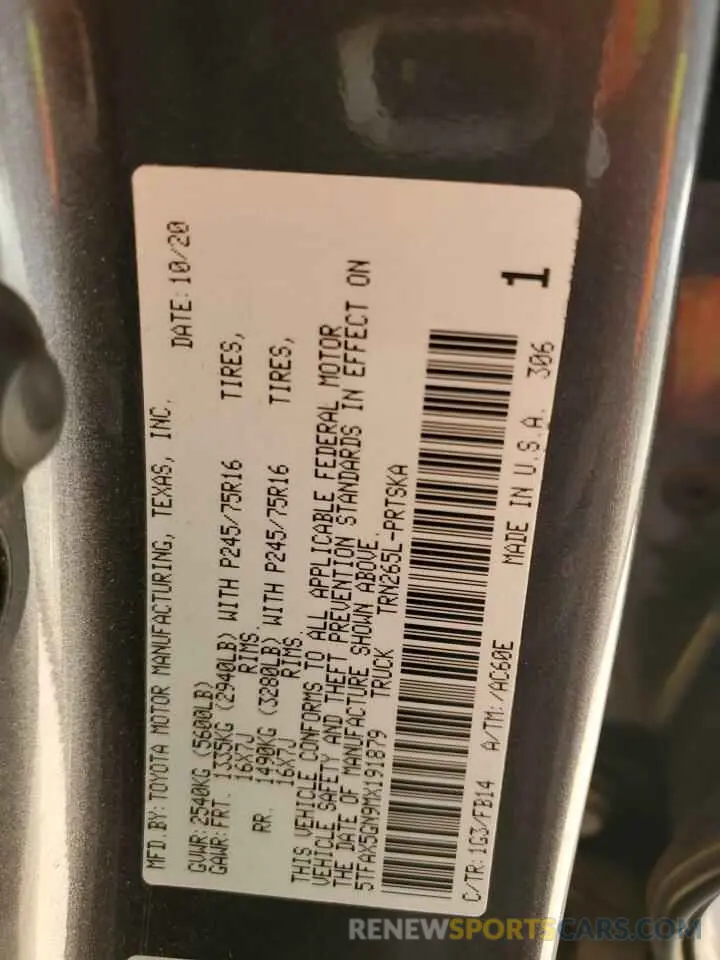 MFD.BY: TOYOTA MOTOR MANUFACTURING, TEXAS, INC.
DATE: 10/20
GVWR: 2540KG (5600LB)
GAWR: FRT. 1335KG (2940LB) WITH P245/75R16 TIRES,
16X7J RIMS.
RR. 1490KG (3280LB) WITH P245/75R16 TIRES,
16X7J RIMS.
THIS VEHICLE CONFORMS TO ALL APPLICABLE FEDERAL MOTOR
VEHICLE SAFETY AND THEFT PREVENTION STANDARDS IN EFFECT ON
THE DATE OF MANUFACTURE SHOWN ABOVE.
5TFAX5GN9MX191879 TRUCK TRN265L-PRTSKA
1
C/TR: 1G3/FB14 A/TM: /AC60E MADE IN U.S.A. 306
RENEWSPORTSCARS.COM